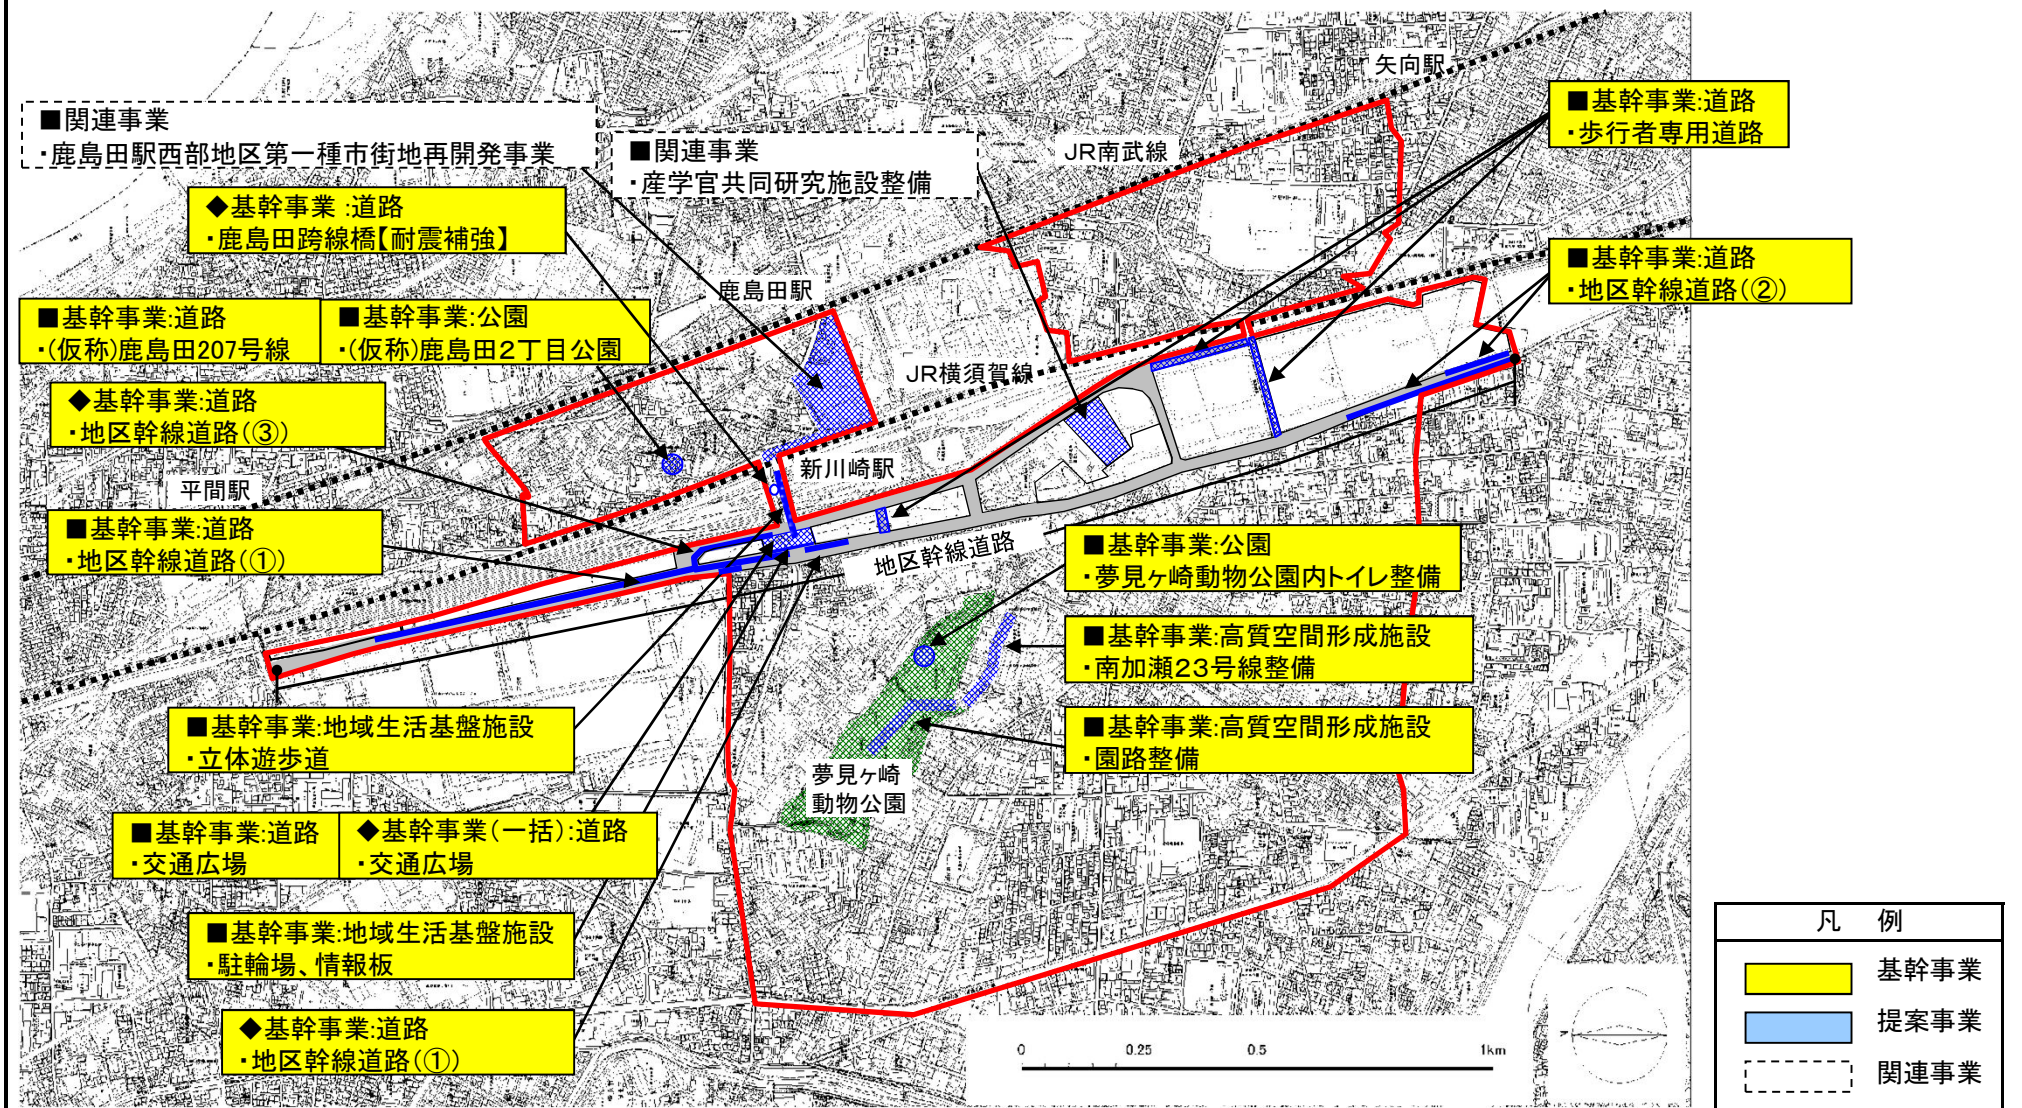 矢向駅
■基幹事業:道路
・歩行者専用道路
■関連事業
・鹿島田駅西部地区第一種市街地再開発事業
■関連事業
・産学官共同研究施設整備
JR南武線
◆基幹事業 :道路
・鹿島田跨線橋【耐震補強】
■基幹事業:道路
・地区幹線道路(②)
鹿島田駅
■基幹事業:道路
・(仮称)鹿島田207号線
■基幹事業:公園
・(仮称)鹿島田2丁目公園
JR横須賀線
◆基幹事業:道路
・地区幹線道路(③)
新川崎駅
平間駅
■基幹事業:道路
・地区幹線道路(①)
地区幹線道路
■基幹事業:公園
・夢見ヶ崎動物公園内トイレ整備
■基幹事業:高質空間形成施設
・南加瀬23号線整備
■基幹事業:地域生活基盤施設
・立体遊歩道
■基幹事業:高質空間形成施設
・園路整備
夢見ヶ崎
動物公園
■基幹事業:道路
・交通広場
◆基幹事業(一括):道路
・交通広場
■基幹事業:地域生活基盤施設
・駐輪場、情報板
◆基幹事業:道路
・地区幹線道路(①)
0 0.25 0.5 1km
凡 例
基幹事業
提案事業
関連事業